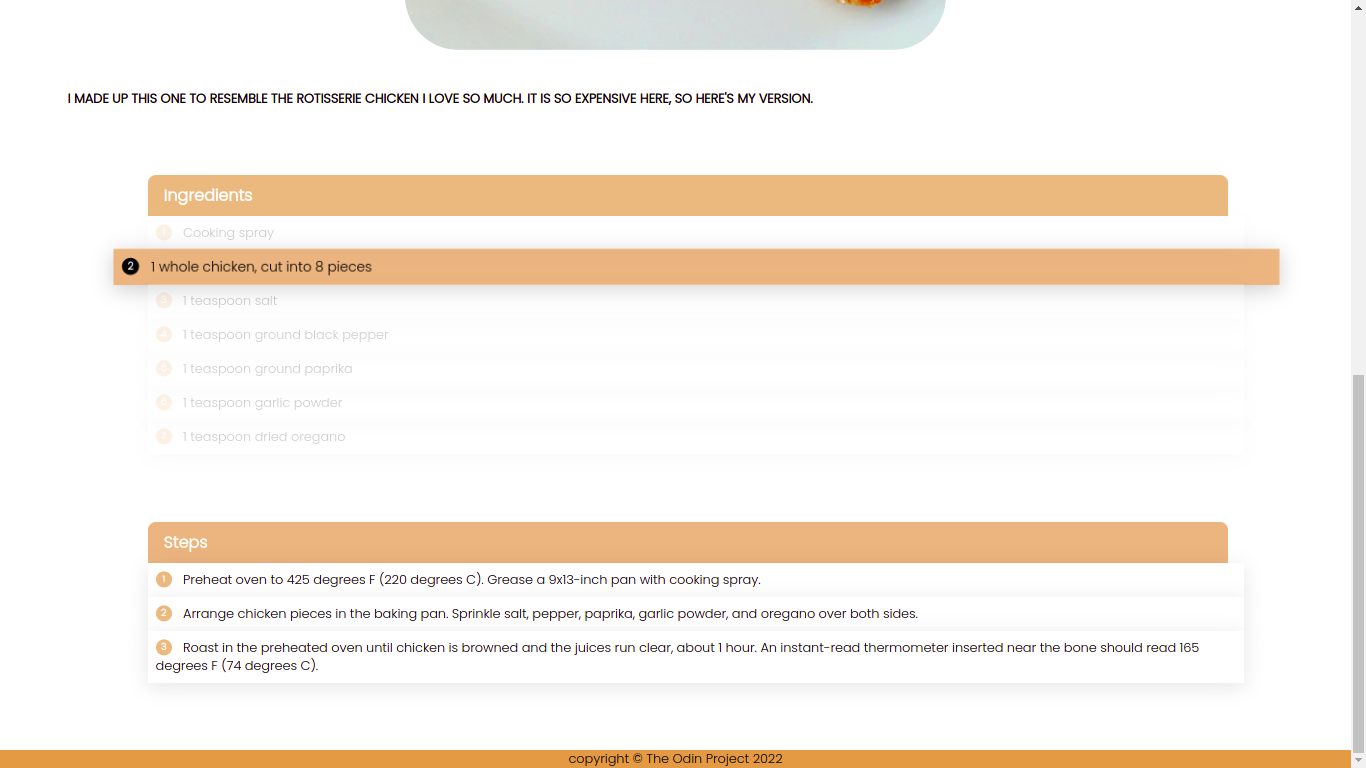 I MADE UP THIS ONE TO RESEMBLE THE ROTISSERIE CHICKEN I LOVE SO MUCH. IT IS SO EXPENSIVE HERE, SO HERE'S MY VERSION.
Ingredients
1 Cooking spray
2 1 whole chicken, cut into 8 pieces
3 1 teaspoon salt
4 1 teaspoon ground black pepper
5 1 teaspoon ground paprika
6 1 teaspoon garlic powder
7 1 teaspoon dried oregano
Steps
1 Preheat oven to 425 degrees F (220 degrees C). Grease a 9x13-inch pan with cooking spray.
2 Arrange chicken pieces in the baking pan. Sprinkle salt, pepper, paprika, garlic powder, and oregano over both sides.
3 Roast in the preheated oven until chicken is browned and the juices run clear, about 1 hour. An instant-read thermometer inserted near the bone should read 165
degrees F (74 degrees C).
copyright © The Odin Project 2022